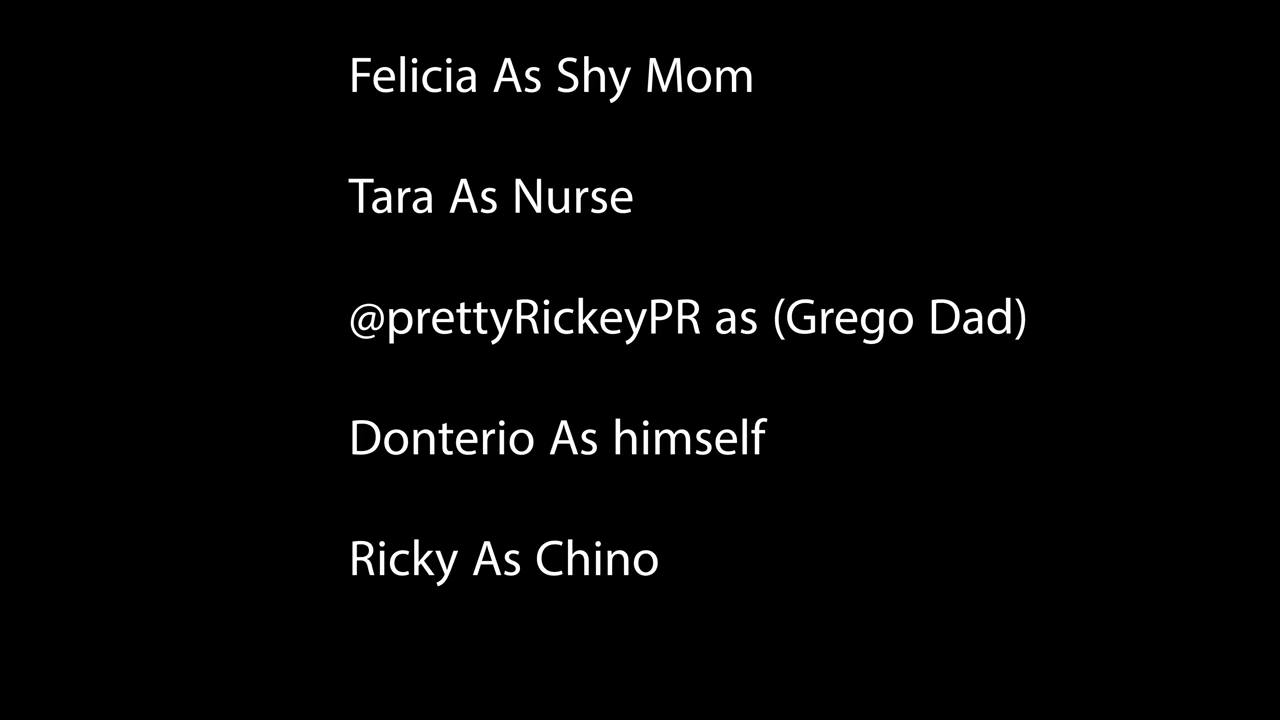 Felicia As Shy Mom
Tara As Nurse
@prettyRickeyPR as (Grego Dad)
Donterio As himself
Ricky As Chino